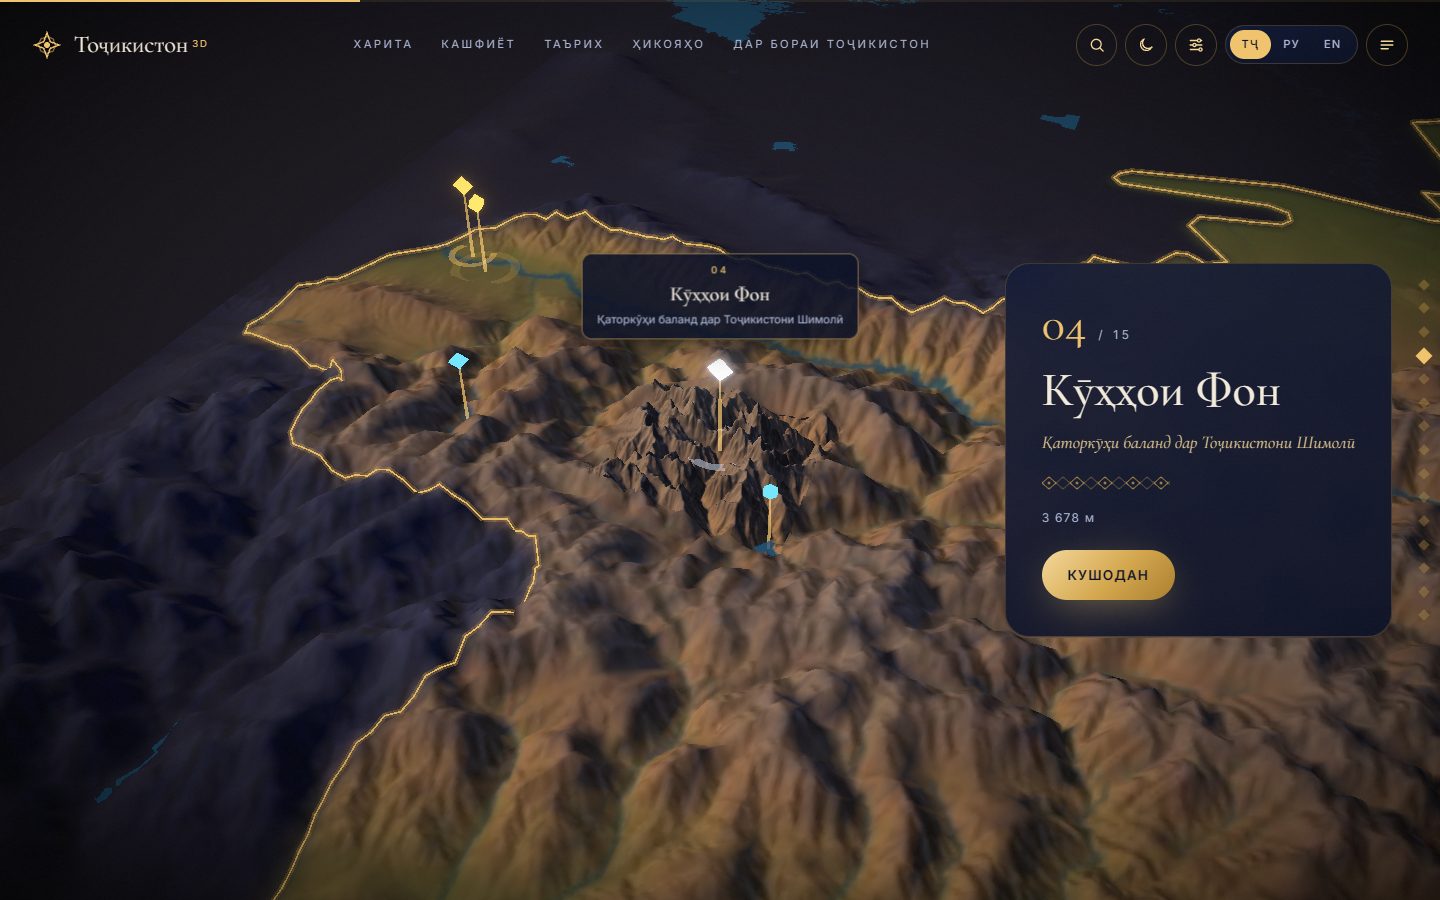 Тоҷикистон 3D
ХАРИТА КАШФИЁТ ТАЪРИХ ҲИКОЯҲО ДАР БОРАИ ТОҶИКИСТОН
ТҶ РУ EN
04
Кӯҳҳои Фон
Қаторкӯҳи баланд дар Тоҷикистони Шимолӣ
04 / 15
Кӯҳҳои Фон
Қаторкӯҳи баланд дар Тоҷикистони Шимолӣ
3 678 м
КУШОДАН